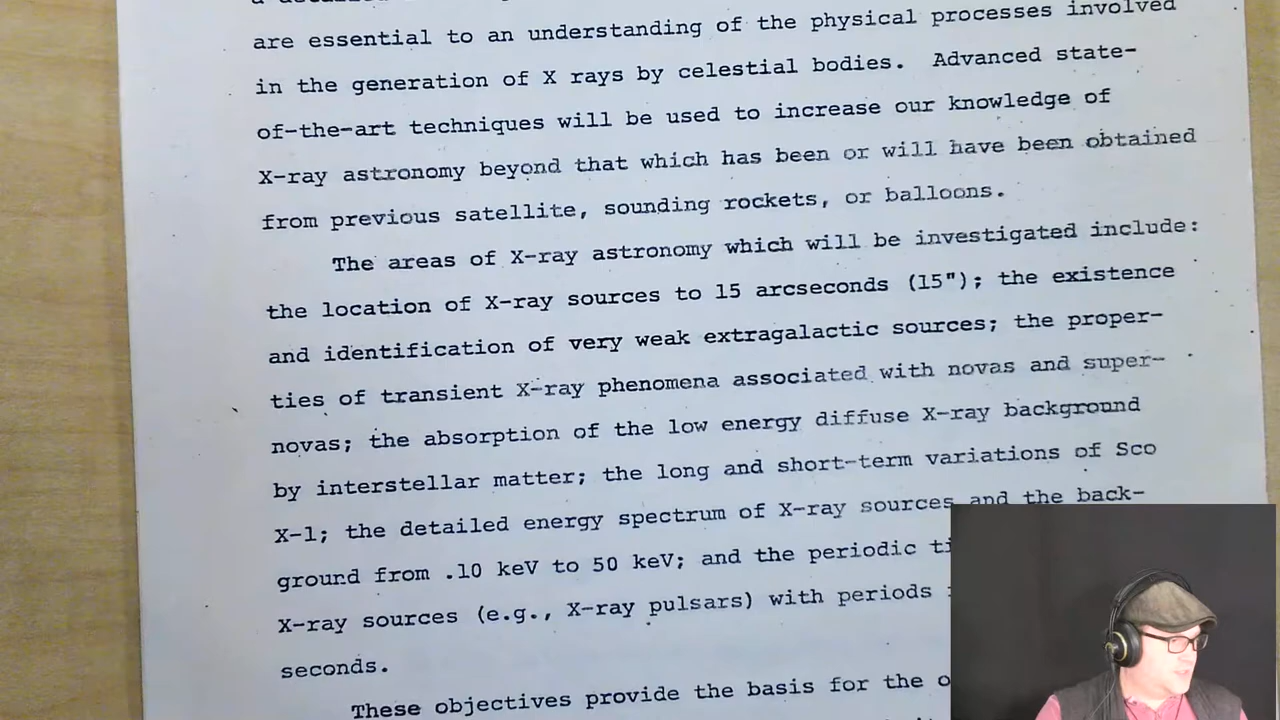 are essential to an understanding of the physical processes involved
in the generation of X rays by celestial bodies. Advanced state-
of-the-art techniques will be used to increase our knowledge of
X-ray astronomy beyond that which has been or will have been obtained
from previous satellite, sounding rockets, or balloons.
The areas of X-ray astronomy which will be investigated include:
the location of X-ray sources to 15 arcseconds (15"); the existence
and identification of very weak extragalactic sources; the proper-
ties of transient X-ray phenomena associated with novas and super-
novas; the absorption of the low energy diffuse X-ray background
by interstellar matter; the long and short-term variations of Sco
X-1; the detailed energy spectrum of X-ray sources and the back-
ground from .10 keV to 50 keV; and the periodic
X-ray sources (e.g., X-ray pulsars) with periods
seconds.
These objectives provide the basis for the